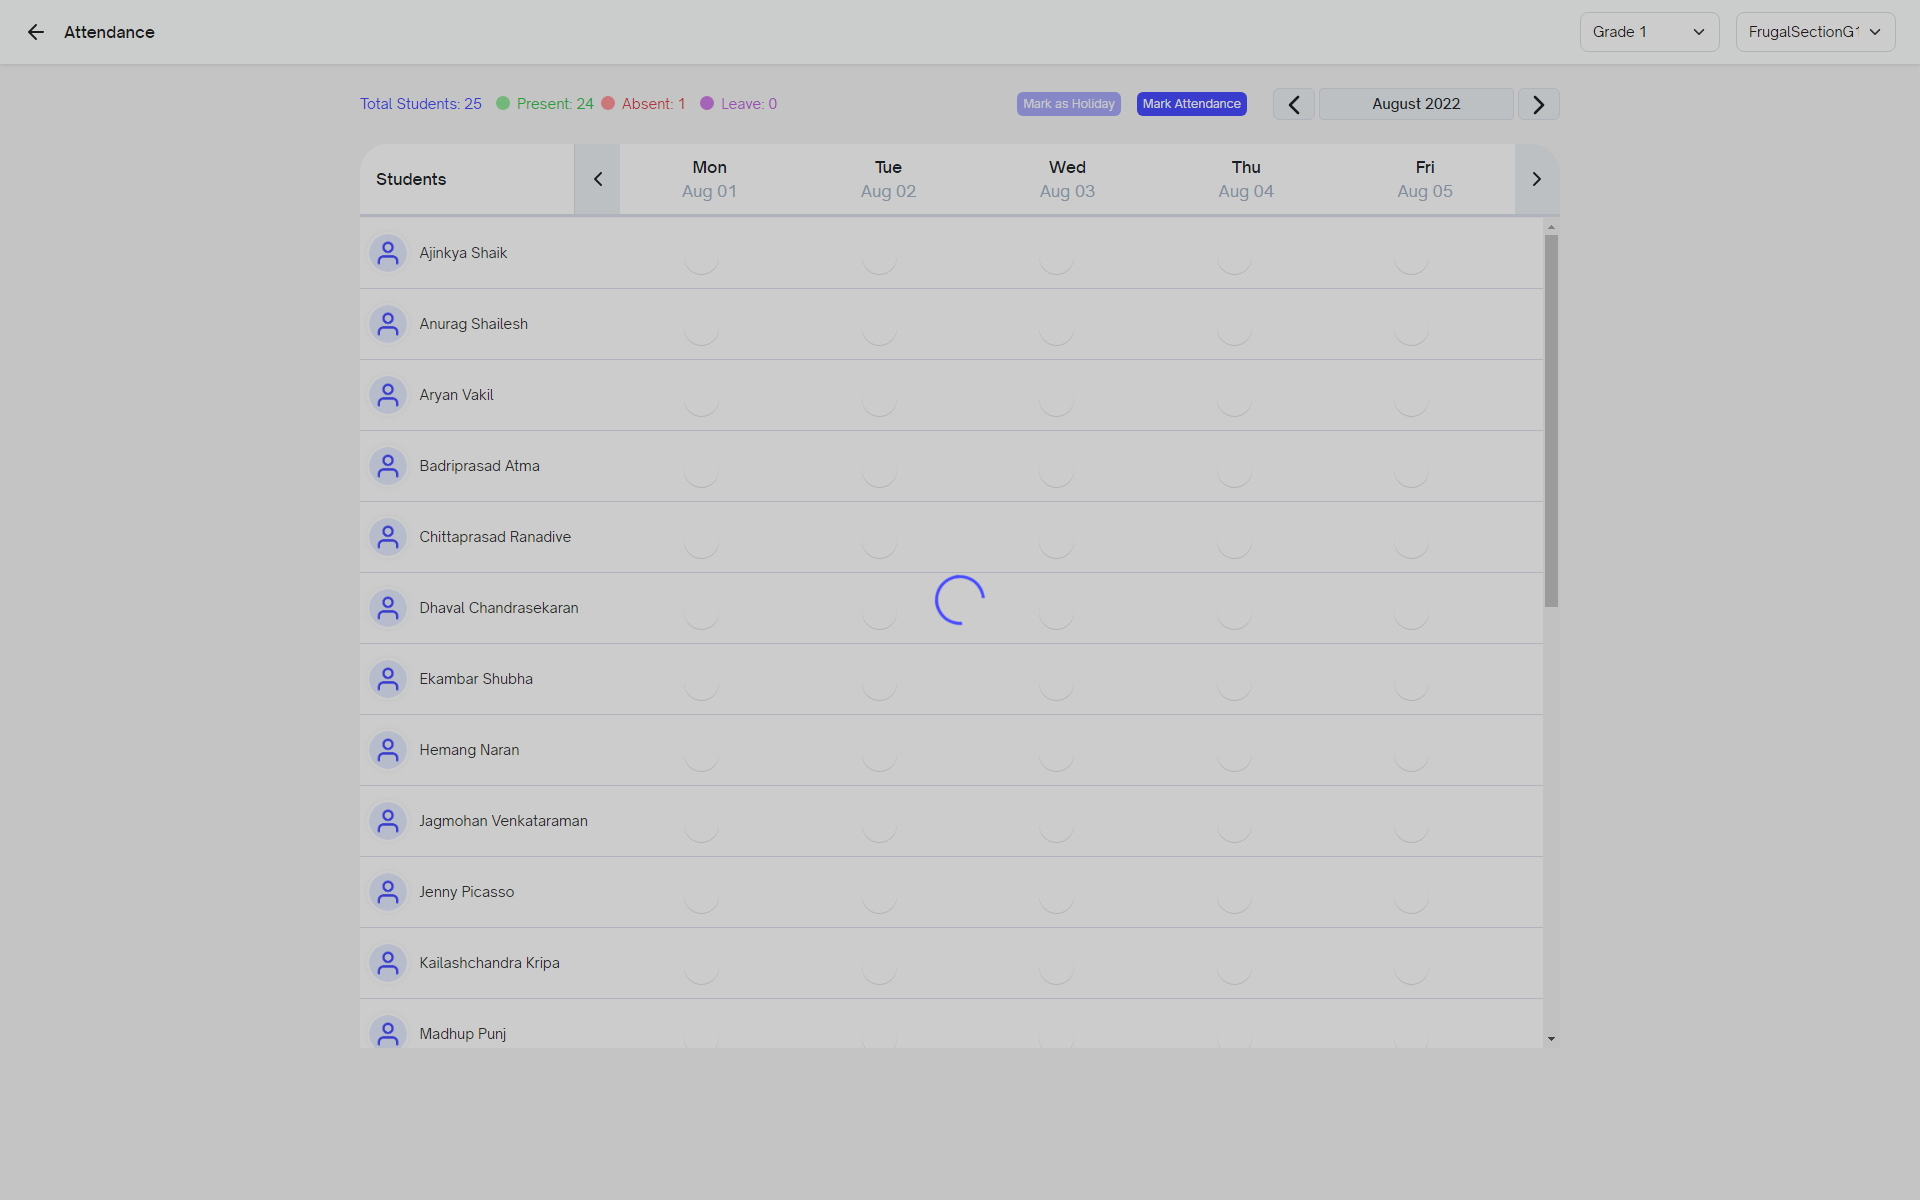 Attendance
Grade 1
FrugalSectionG1
Total Students: 25 Present: 24 Absent: 1 Leave: 0
Mark as Holiday
Mark Attendance
August 2022
Students
Mon Tue Wed Thu Fri
Aug 01 Aug 02 Aug 03 Aug 04 Aug 05
Ajinkya Shaik
Anurag Shailesh
Aryan Vakil
Badriprasad Atma
Chittaprasad Ranadive
Dhaval Chandrasekaran
Ekambar Shubha
Hemang Naran
Jagmohan Venkataraman
Jenny Picasso
Kailashchandra Kripa
Madhup Punj